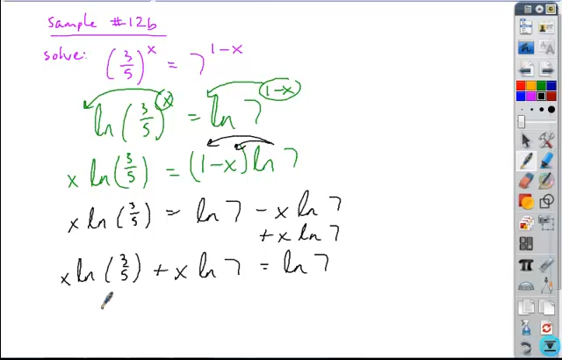 Sample #12b
solve: (3/5)^x = 7^(1-x)
ln(3/5)^x = ln 7^(1-x)
x ln(3/5) = (1-x) ln 7
x ln(3/5) = ln 7 - x ln 7
+ x ln 7
x ln(3/5) + x ln 7 = ln 7